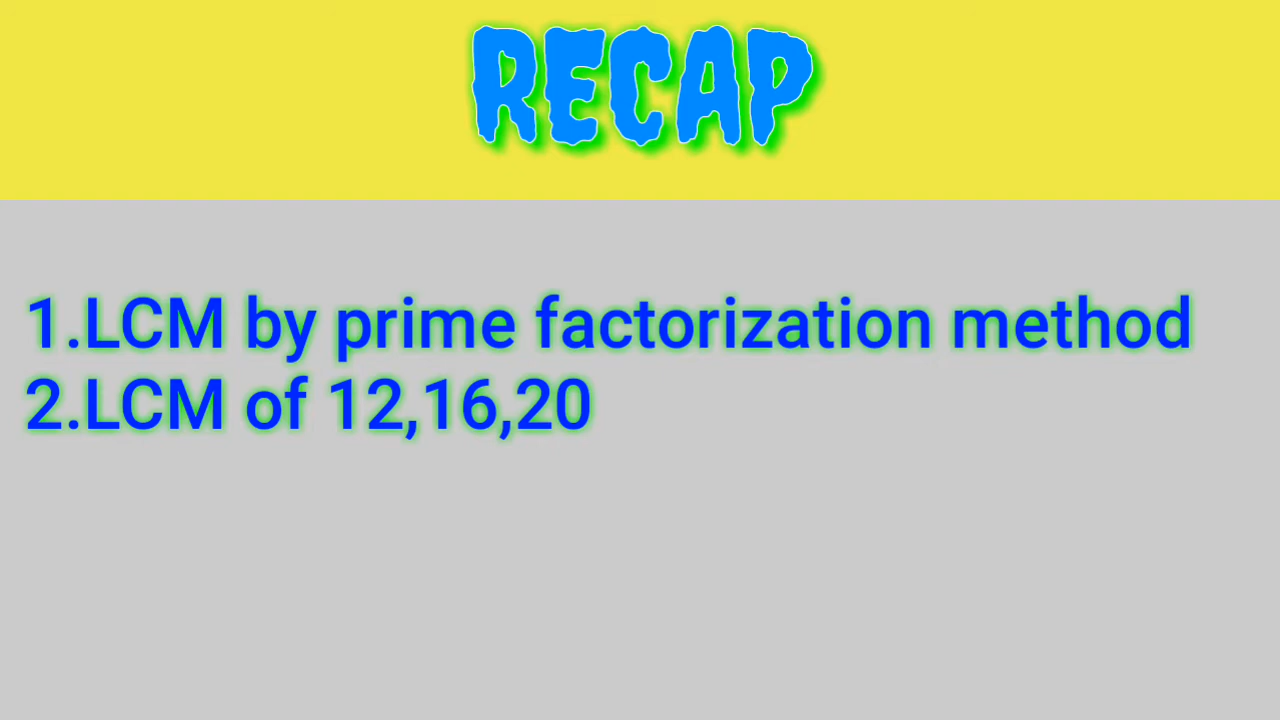 RECAP
1.LCM by prime factorization method
2.LCM of 12,16,20